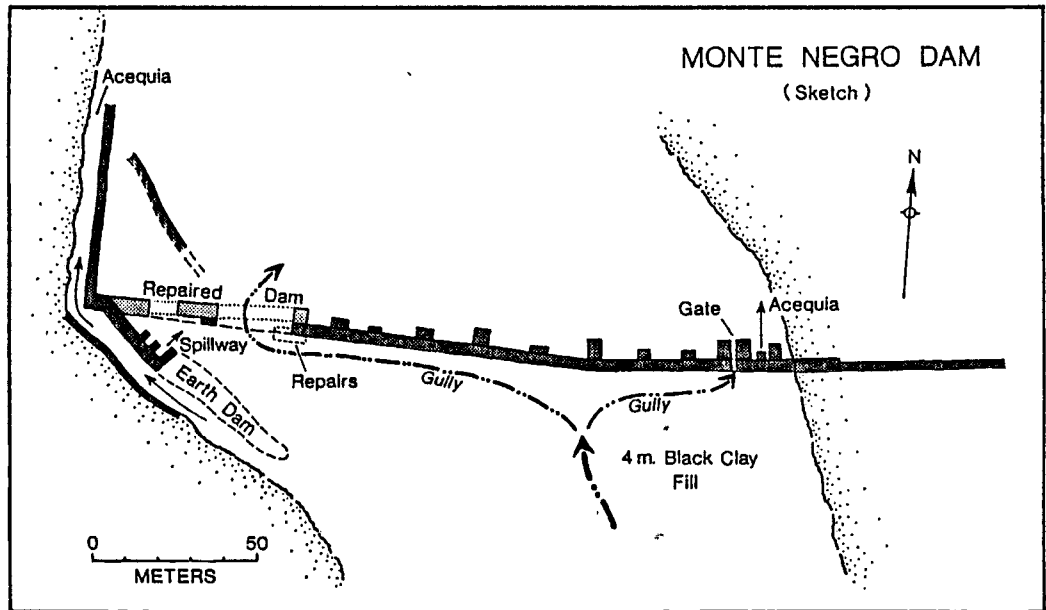 MONTE NEGRO DAM
(Sketch)
Acequia
N
Repaired Dam
Gate
Acequia
Spillway
Repairs
Earth Dam
Gully
Gully
4 m. Black Clay
Fill
0 50
METERS